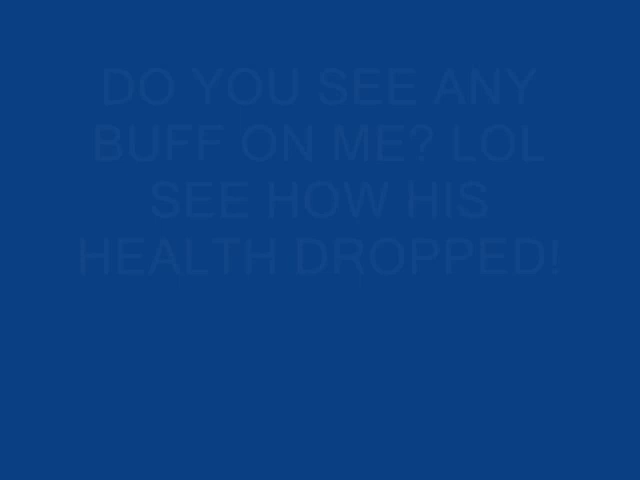 DO YOU SEE ANY
BUFF ON ME? LOL
SEE HOW HIS
HEALTH DROPPED!